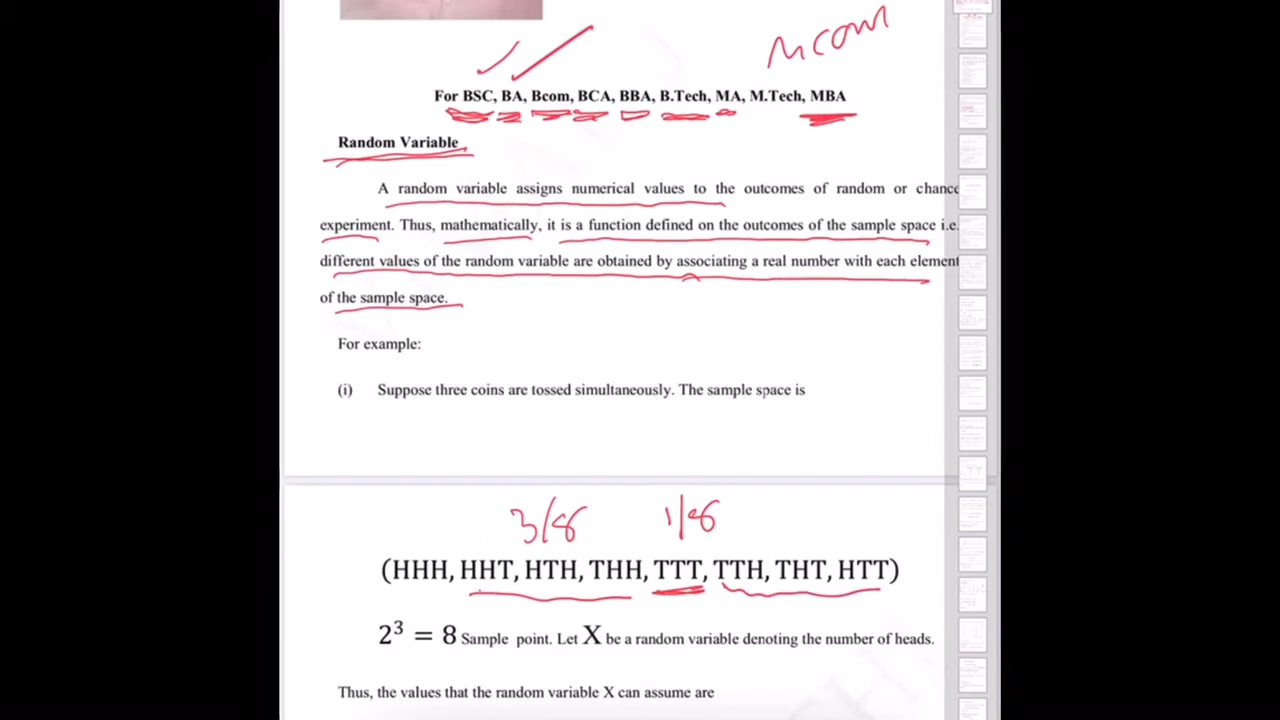 Mcom
For BSC, BA, Bcom, BCA, BBA, B.Tech, MA, M.Tech, MBA
Random Variable
A random variable assigns numerical values to the outcomes of random or chance
experiment. Thus, mathematically, it is a function defined on the outcomes of the sample space i.e.
different values of the random variable are obtained by associating a real number with each element
of the sample space.
For example:
(i) Suppose three coins are tossed simultaneously. The sample space is
3/8 1/8
(HHH, HHT, HTH, THH, TTT, TTH, THT, HTT)
2³ = 8 Sample point. Let X be a random variable denoting the number of heads.
Thus, the values that the random variable X can assume are